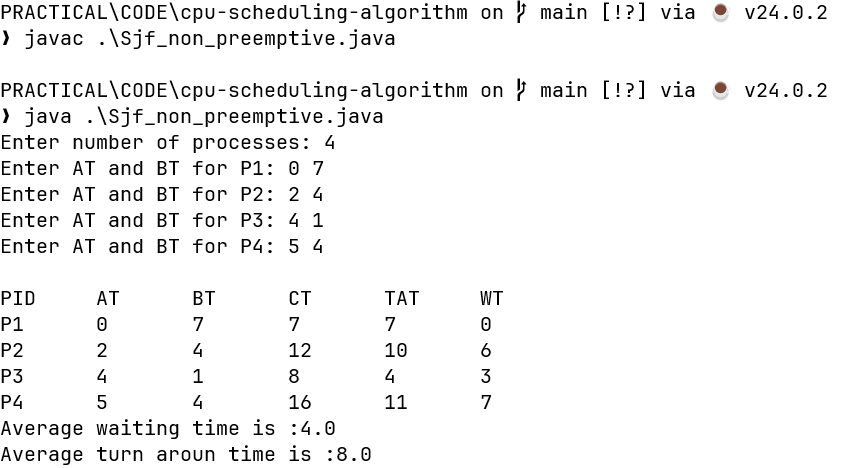 PRACTICAL\CODE\cpu-scheduling-algorithm on main [!?] via ☕ v24.0.2
❯ javac .\Sjf_non_preemptive.java
PRACTICAL\CODE\cpu-scheduling-algorithm on main [!?] via ☕ v24.0.2
❯ java .\Sjf_non_preemptive.java
Enter number of processes: 4
Enter AT and BT for P1: 0 7
Enter AT and BT for P2: 2 4
Enter AT and BT for P3: 4 1
Enter AT and BT for P4: 5 4
PID AT BT CT TAT WT
P1 0 7 7 7 0
P2 2 4 12 10 6
P3 4 1 8 4 3
P4 5 4 16 11 7
Average waiting time is :4.0
Average turn aroun time is :8.0